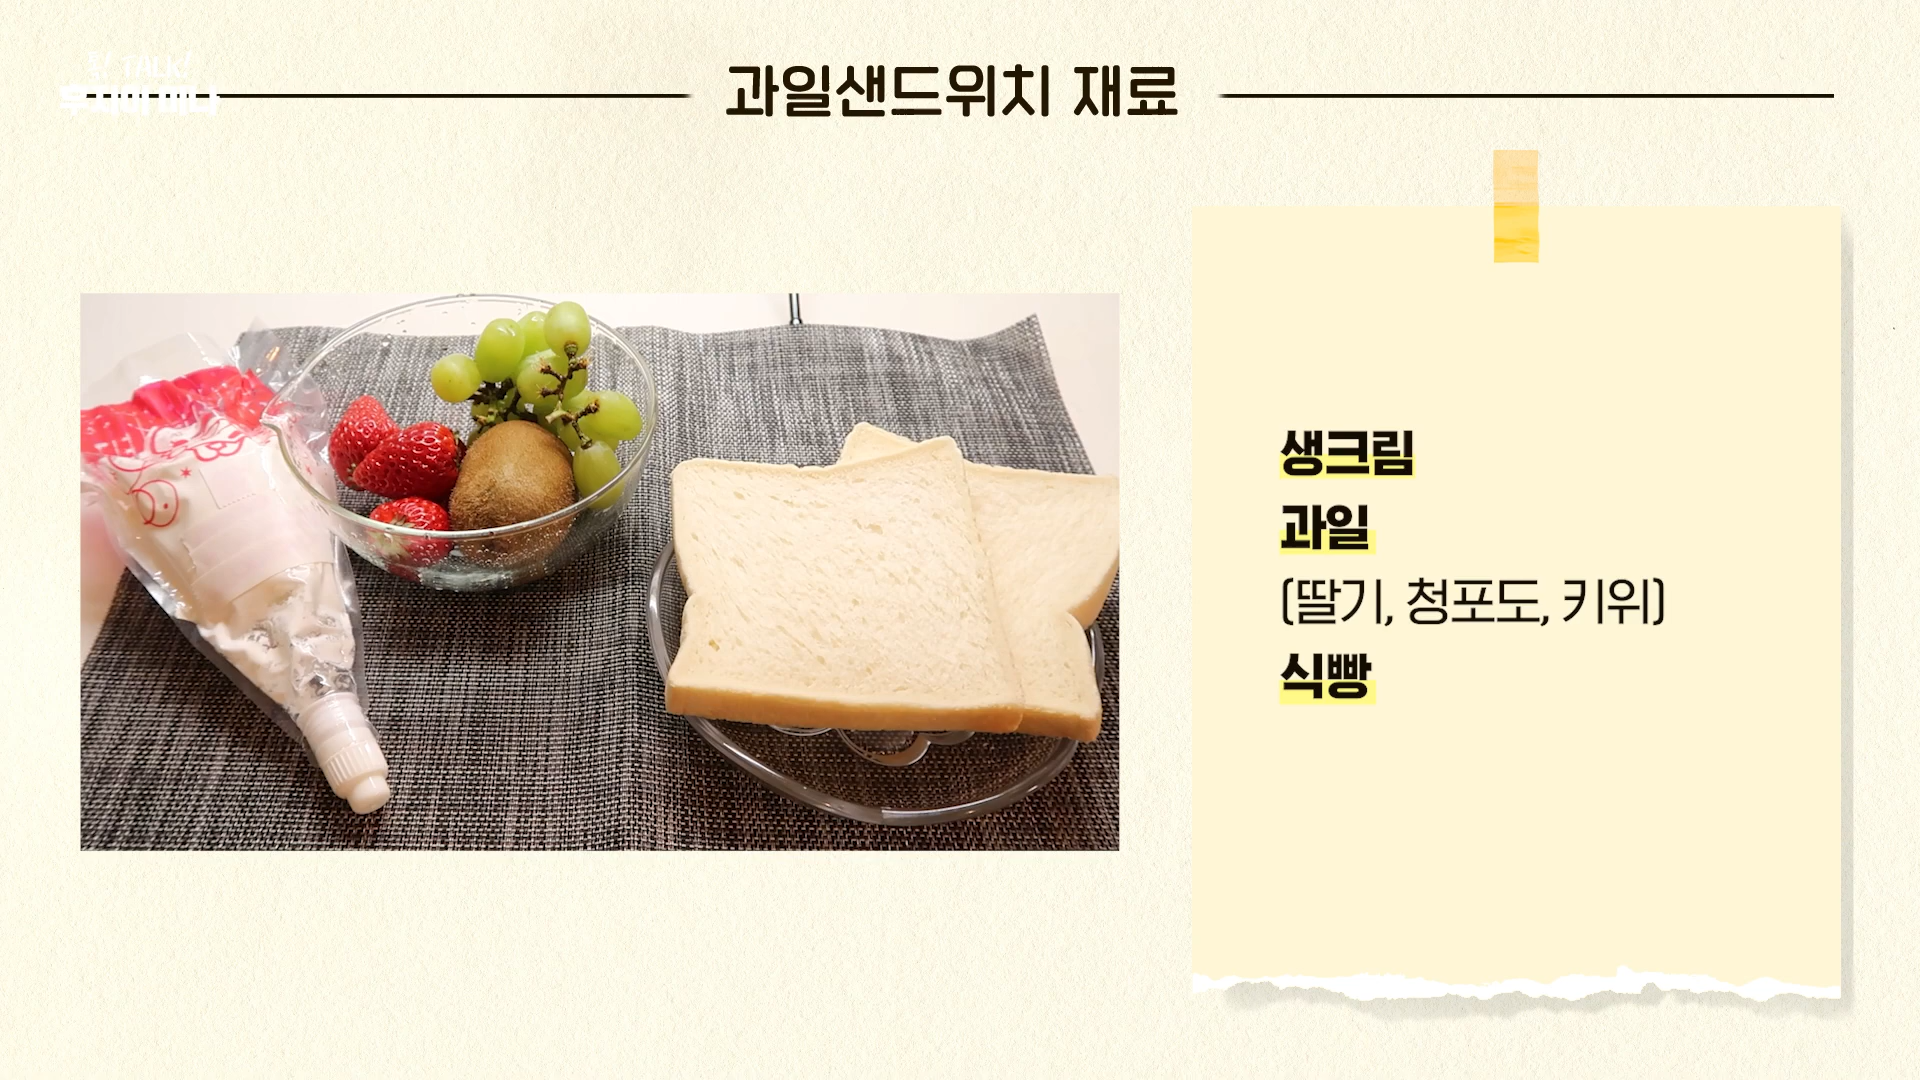 과일샌드위치 재료
생크림
과일
(딸기, 청포도, 키위)
식빵